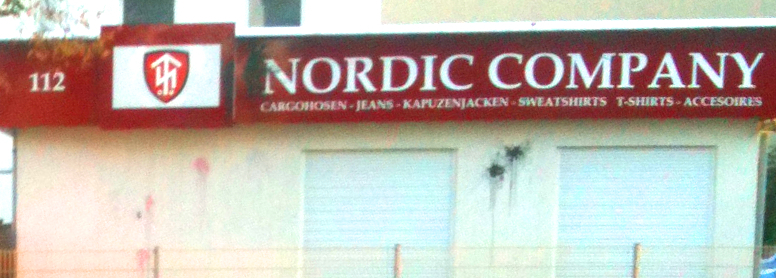 112
NORDIC COMPANY
CARGOHOSEN - JEANS - KAPUZENJACKEN - SWEATSHIRTS T-SHIRTS - ACCESOIRES